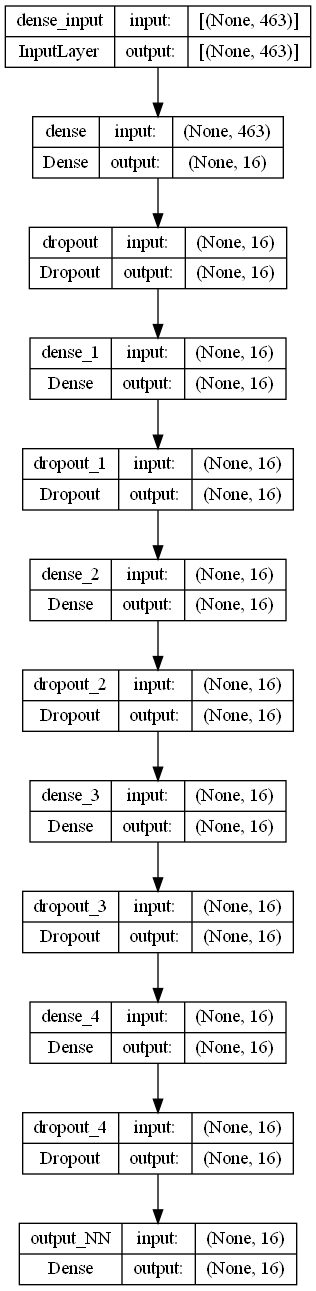 dense_input input: [(None, 463)]
InputLayer output: [(None, 463)]
dense input: (None, 463)
Dense output: (None, 16)
dropout input: (None, 16)
Dropout output: (None, 16)
dense_1 input: (None, 16)
Dense output: (None, 16)
dropout_1 input: (None, 16)
Dropout output: (None, 16)
dense_2 input: (None, 16)
Dense output: (None, 16)
dropout_2 input: (None, 16)
Dropout output: (None, 16)
dense_3 input: (None, 16)
Dense output: (None, 16)
dropout_3 input: (None, 16)
Dropout output: (None, 16)
dense_4 input: (None, 16)
Dense output: (None, 16)
dropout_4 input: (None, 16)
Dropout output: (None, 16)
output_NN input: (None, 16)
Dense output: (None, 16)